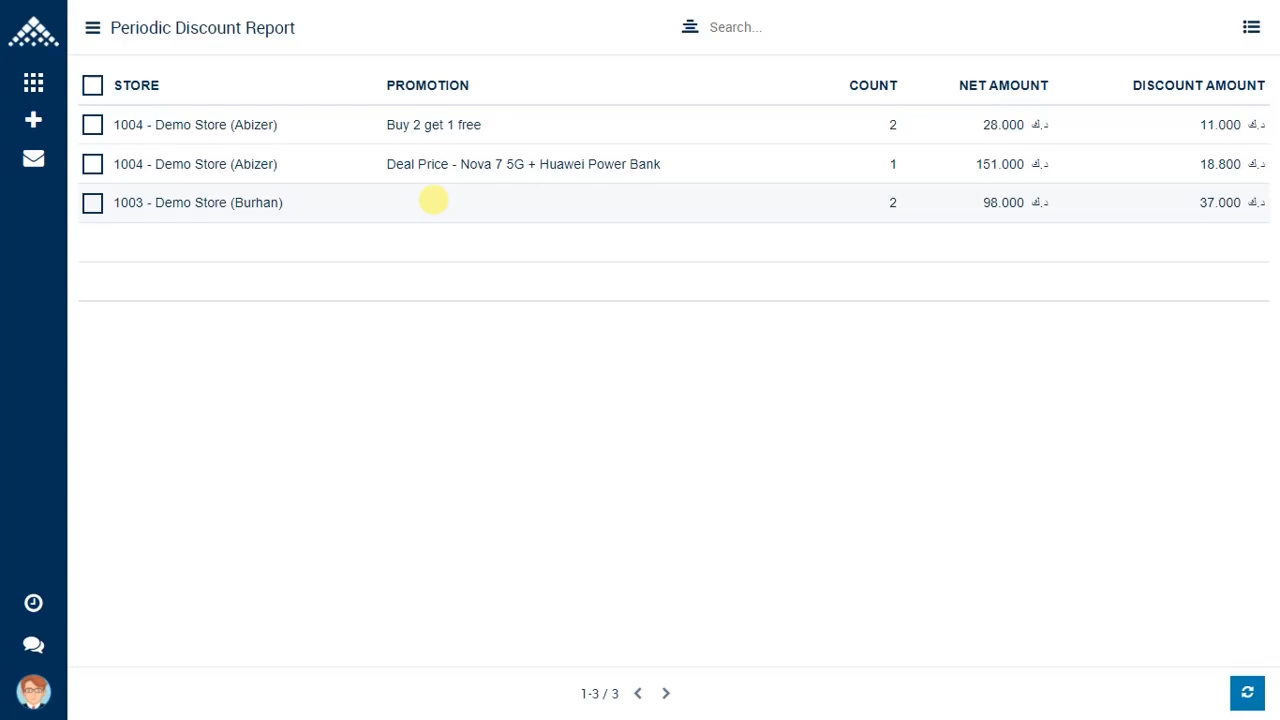 Periodic Discount Report
Search...
STORE PROMOTION COUNT NET AMOUNT DISCOUNT AMOUNT
1004 - Demo Store (Abizer) Buy 2 get 1 free 2 28.000 د.ك 11.000 د.ك
1004 - Demo Store (Abizer) Deal Price - Nova 7 5G + Huawei Power Bank 1 151.000 د.ك 18.800 د.ك
1003 - Demo Store (Burhan) 2 98.000 د.ك 37.000 د.ك
1-3 / 3